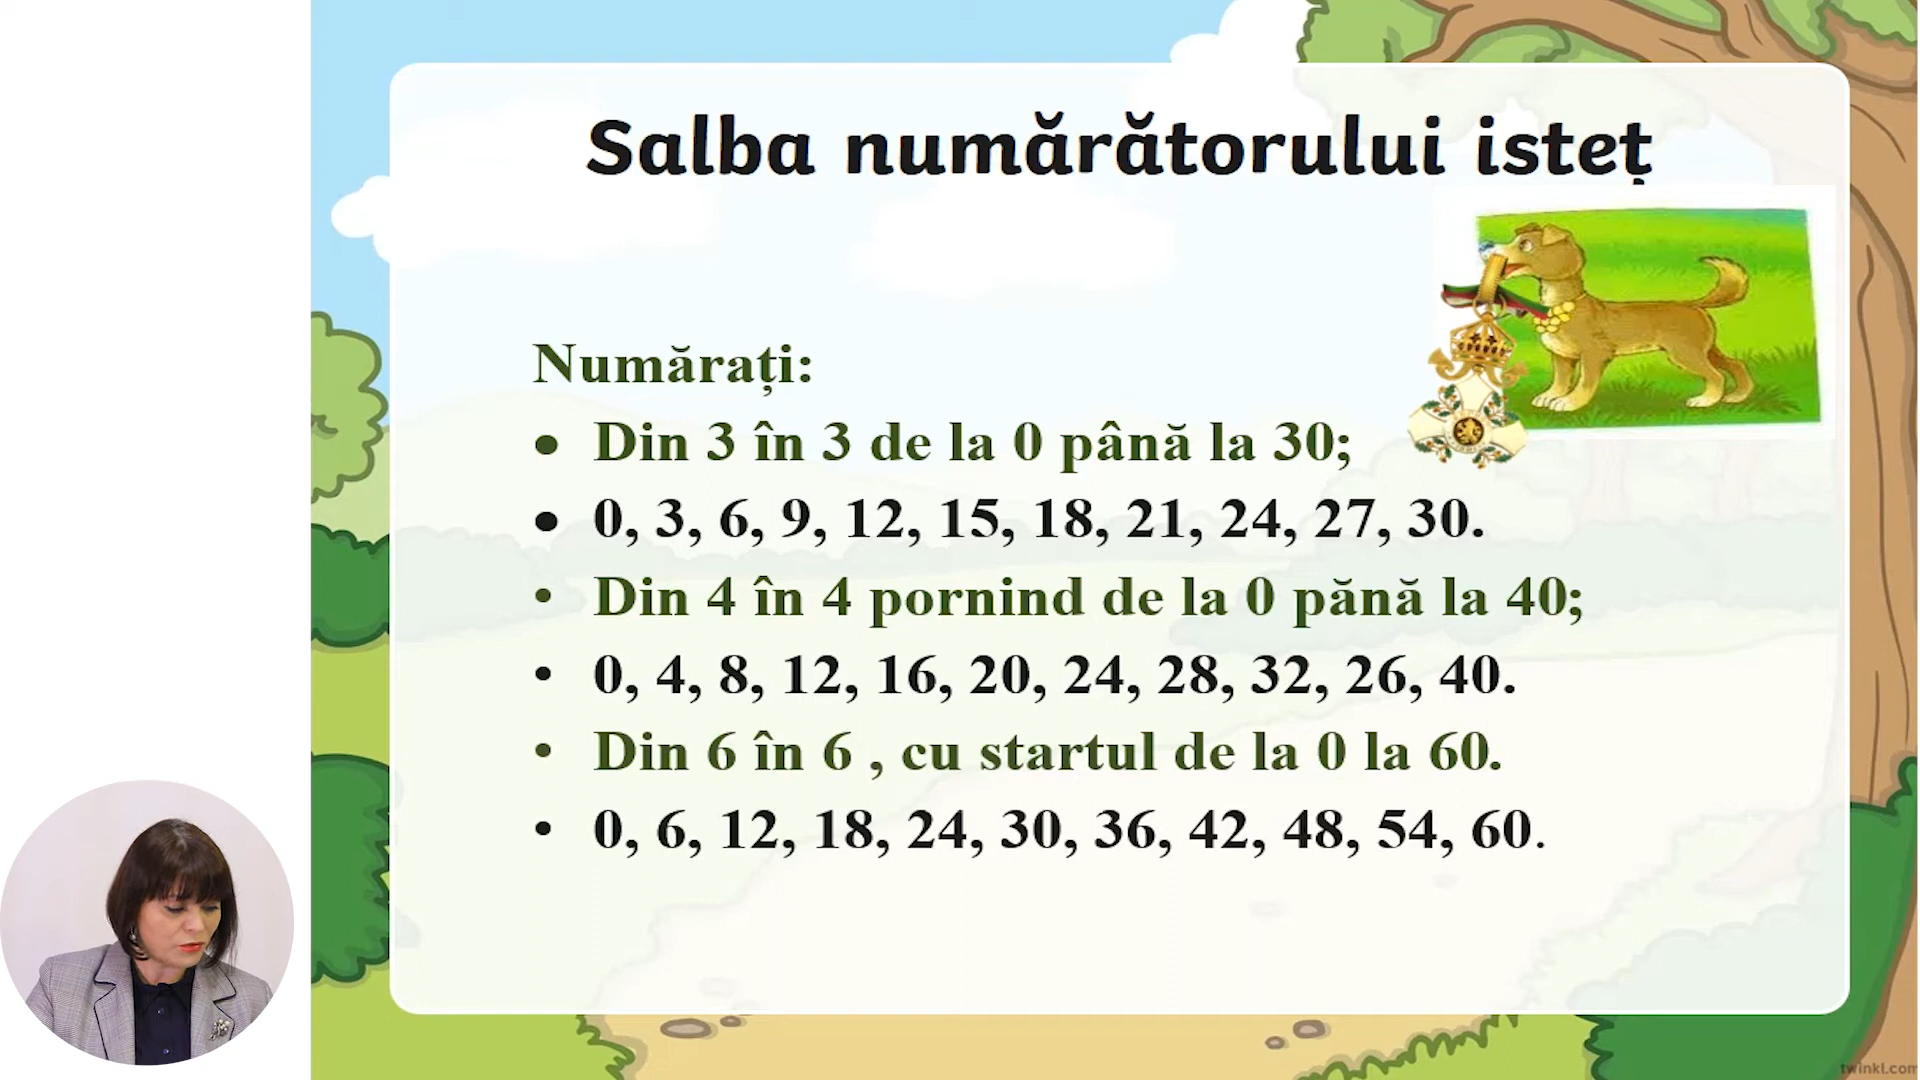 Salba numărătorului isteț
Numărați:
• Din 3 în 3 de la 0 până la 30;
• 0, 3, 6, 9, 12, 15, 18, 21, 24, 27, 30.
• Din 4 în 4 pornind de la 0 pănă la 40;
• 0, 4, 8, 12, 16, 20, 24, 28, 32, 26, 40.
• Din 6 în 6 , cu startul de la 0 la 60.
• 0, 6, 12, 18, 24, 30, 36, 42, 48, 54, 60.
twinkl.com